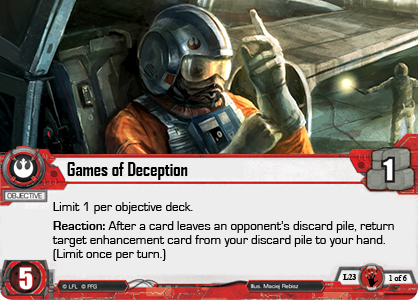 Games of Deception
1
OBJECTIVE
Limit 1 per objective deck.
Reaction: After a card leaves an opponent's discard pile, return
target enhancement card from your discard pile to your hand.
(Limit once per turn.)
5
© LFL © FFG
Illus. Maciej Rebisz
L23
1 of 6